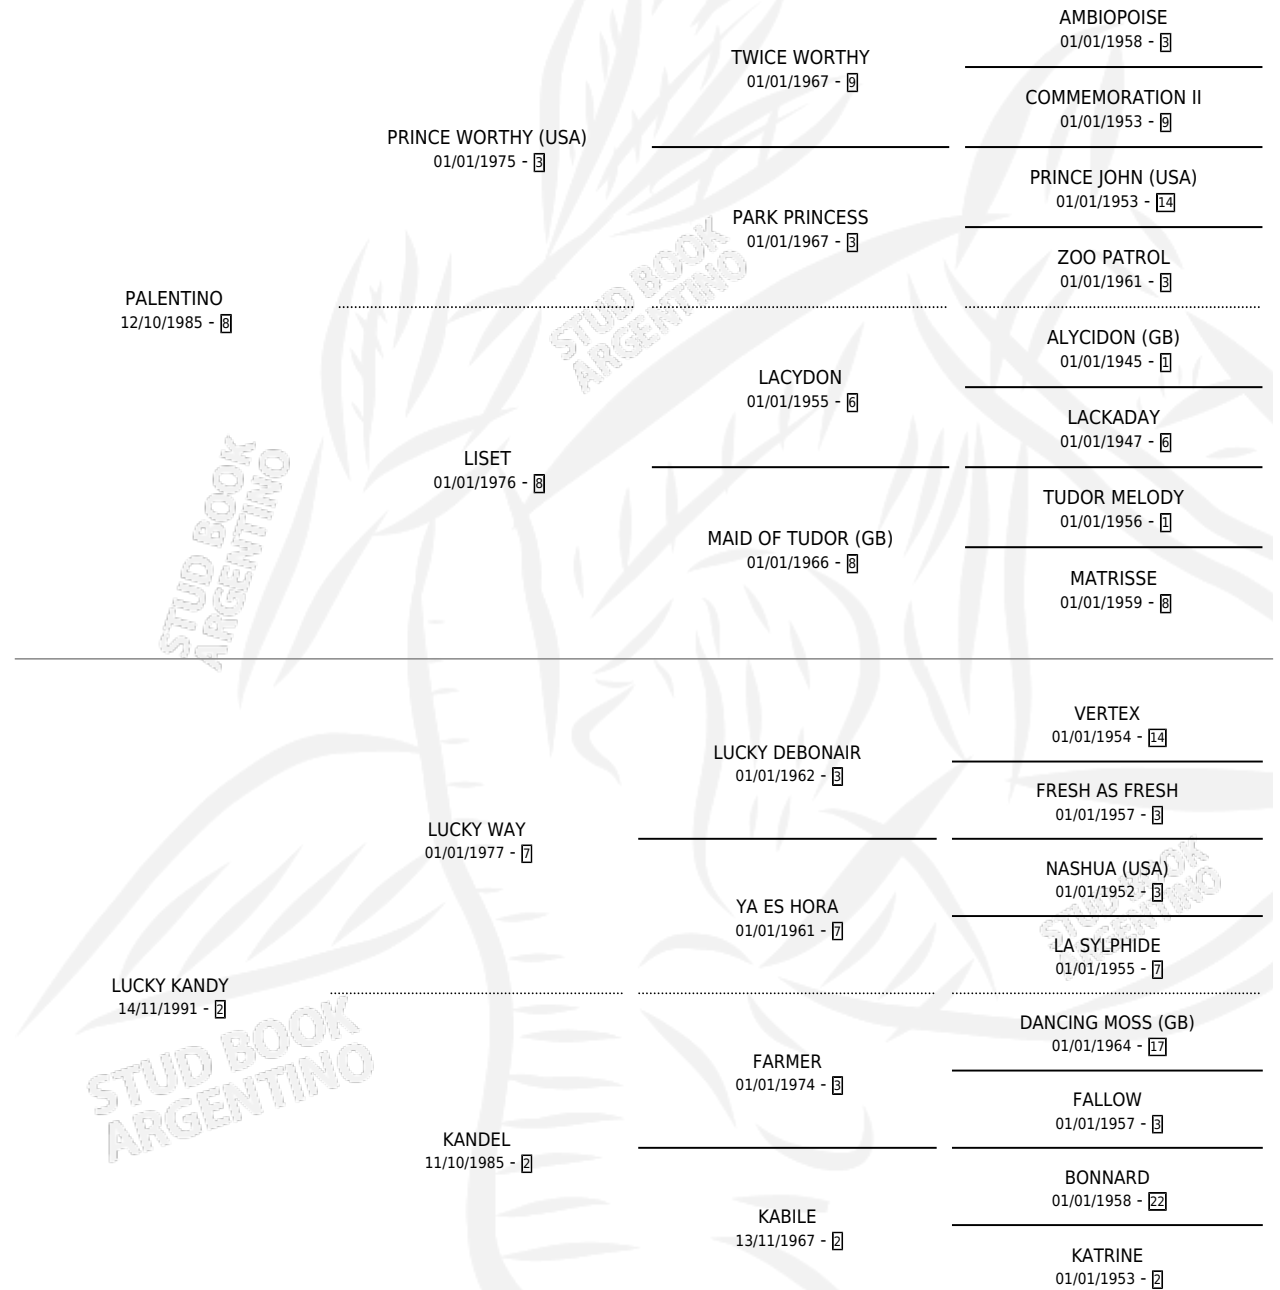 AMBIOPOISE
01/01/1958 - 3
TWICE WORTHY
01/01/1967 - 9
COMMEMORATION II
01/01/1953 - 9
PRINCE WORTHY (USA)
01/01/1975 - 3
PRINCE JOHN (USA)
01/01/1953 - 14
PARK PRINCESS
01/01/1967 - 3
ZOO PATROL
01/01/1961 - 3
PALENTINO
12/10/1985 - 8
STUD BOOK
ARGENTINO
ALYCIDON (GB)
01/01/1945 - 1
LACYDON
01/01/1955 - 6
LACKADAY
01/01/1947 - 6
LISET
01/01/1976 - 8
TUDOR MELODY
01/01/1956 - 1
MAID OF TUDOR (GB)
01/01/1966 - 8
MATRISSE
01/01/1959 - 8
STUD BOOK
ARGENTINO
VERTEX
01/01/1954 - 14
LUCKY DEBONAIR
01/01/1962 - 3
FRESH AS FRESH
01/01/1957 - 3
LUCKY WAY
01/01/1977 - 7
NASHUA (USA)
01/01/1952 - 3
YA ES HORA
01/01/1961 - 7
STUD BOOK
ARGENTINO
LA SYLPHIDE
01/01/1955 - 7
LUCKY KANDY
14/11/1991 - 2
DANCING MOSS (GB)
01/01/1964 - 17
FARMER
01/01/1974 - 3
STUD BOOK
ARGENTINO
FALLOW
01/01/1957 - 3
KANDEL
11/10/1985 - 2
BONNARD
01/01/1958 - 22
KABILE
13/11/1967 - 2
KATRINE
01/01/1953 - 2